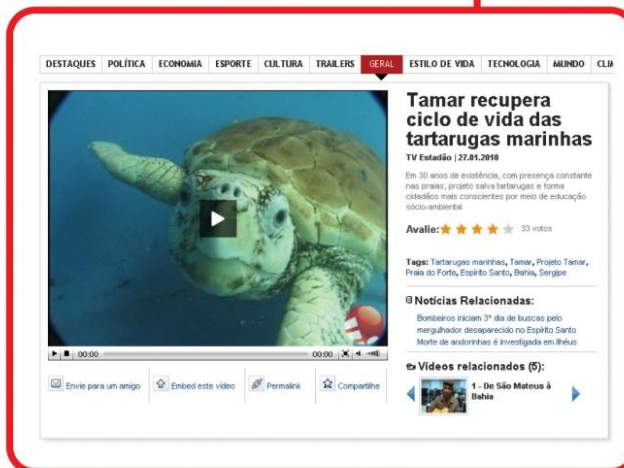 DESTAQUES POLÍTICA ECONOMIA ESPORTE CULTURA TRAILERS GERAL ESTILO DE VIDA TECNOLOGIA MUNDO CLIM
Tamar recupera
ciclo de vida das
tartarugas marinhas
TV Estadão | 27.01.2010
Em 30 anos de existência, com presença constante
nas praias, projeto salva tartarugas e forma
cidadãos mais conscientes por meio de educação
sócio-ambiental
Avalie: 33 votos
Tags: Tartarugas marinhas, Tamar, Projeto Tamar,
Praia do Forte, Espírito Santo, Bahia, Sergipe
Notícias Relacionadas:
Bombeiros iniciam 3º dia de buscas pelo
mergulhador desaparecido no Espírito Santo
Morte de andorinhas é investigada em Ilhéus
Vídeos relacionados (5):
1 - De São Mateus à
Bahia
00:00 00:00
Envie para um amigo Embed este vídeo Permalink Compartilhe